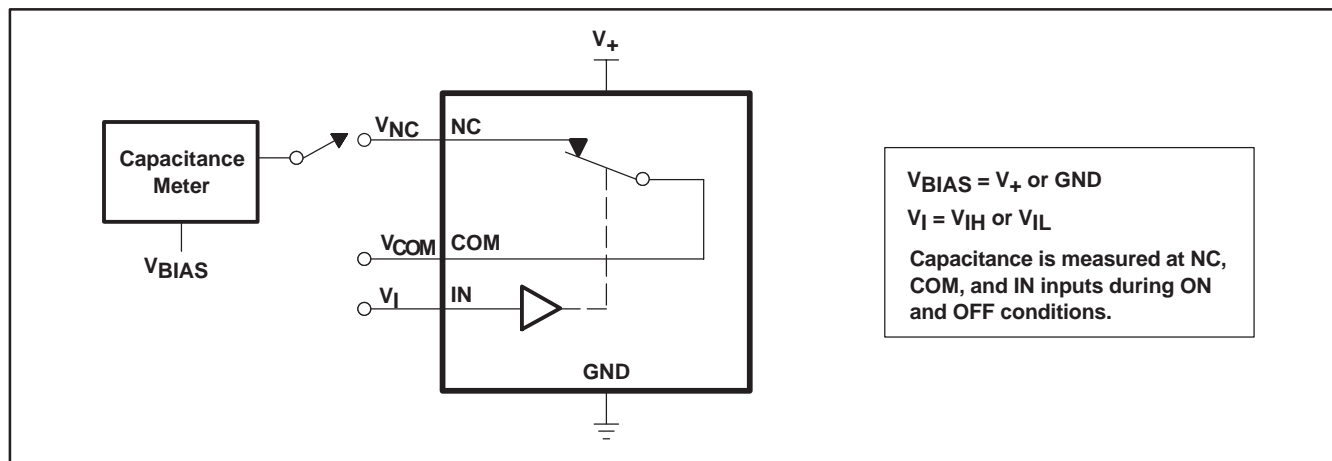 V+
VNC NC
Capacitance
Meter
VBIAS
VCOM COM
VI IN
GND
VBIAS = V+ or GND
VI = VIH or VIL
Capacitance is measured at NC,
COM, and IN inputs during ON
and OFF conditions.